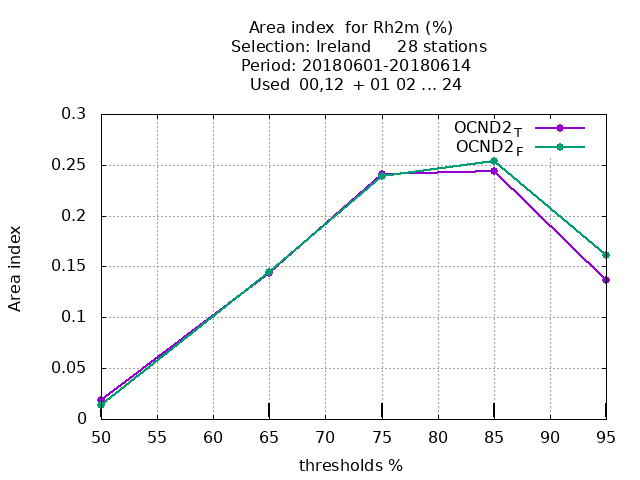 Area index  for Rh2m (%)
Selection: Ireland     28 stations
Period: 20180601-20180614
Used  00,12  + 01 02 ... 24
0.3
0.25
0.2
0.15
0.1
0.05
0
Area index
OCND2_T
OCND2_F
50 55 60 65 70 75 80 85 90 95
thresholds %